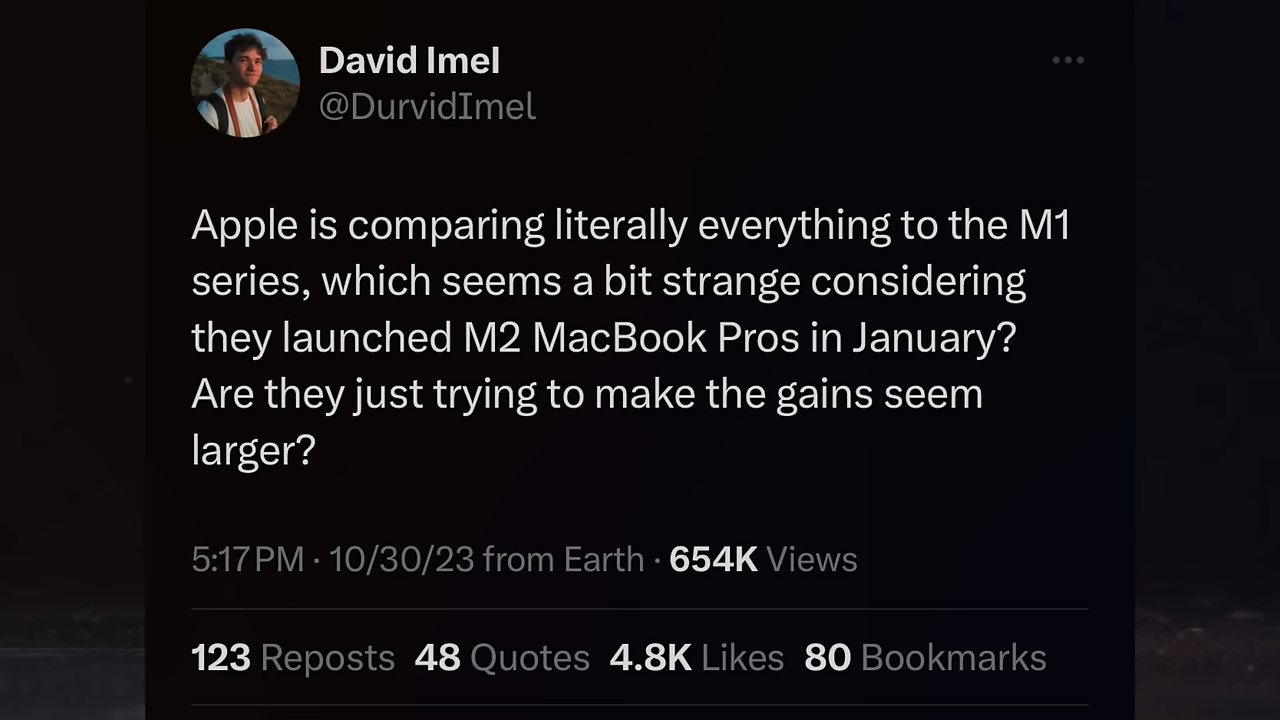 David Imel
@DurvidImel
Apple is comparing literally everything to the M1
series, which seems a bit strange considering
they launched M2 MacBook Pros in January?
Are they just trying to make the gains seem
larger?
5:17 PM · 10/30/23 from Earth · 654K Views
123 Reposts 48 Quotes 4.8K Likes 80 Bookmarks